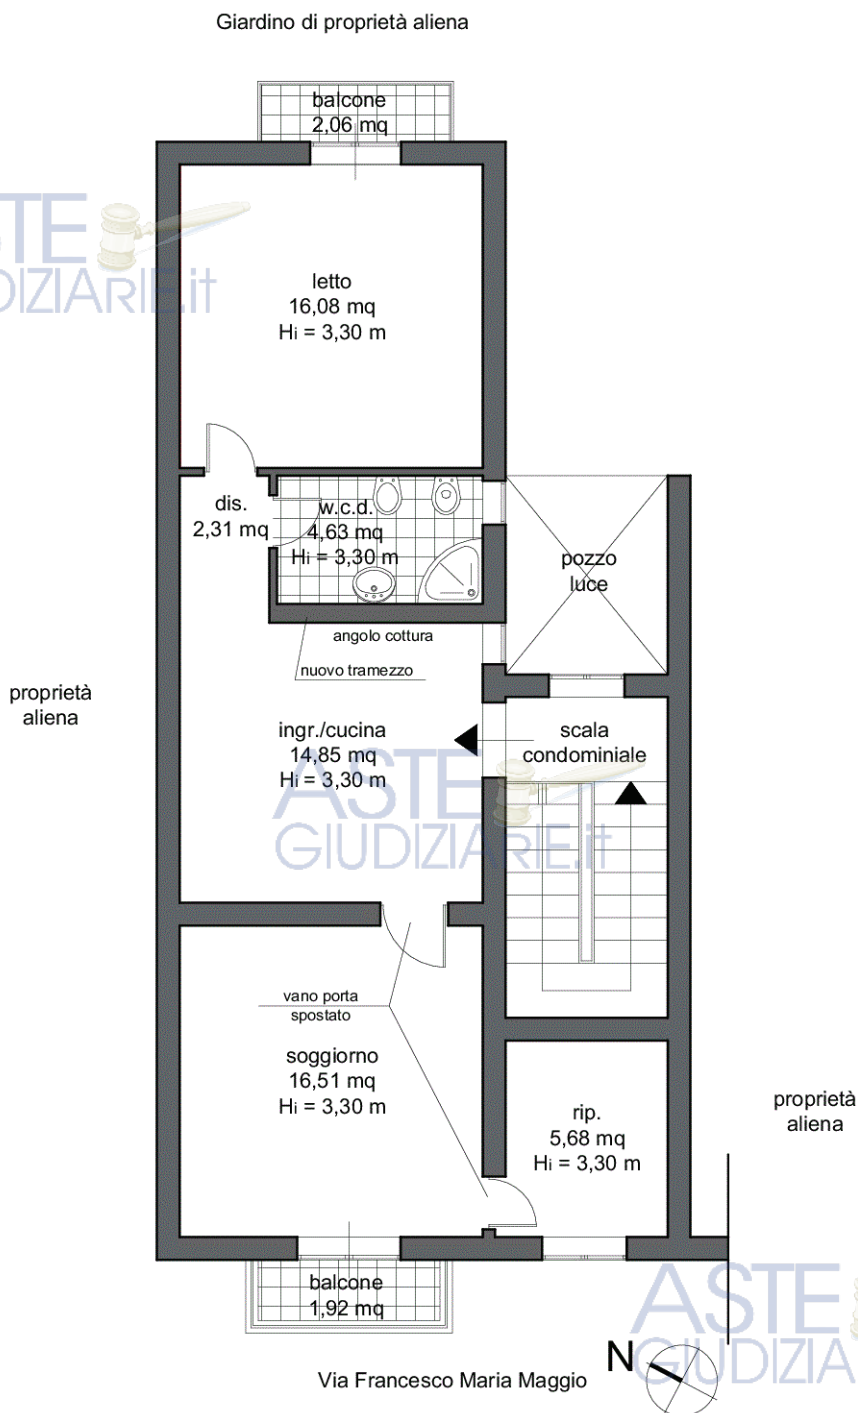 Giardino di proprietà aliena
balcone
2,06 mq
ASTE
GIUDIZIARIE.it
letto
16,08 mq
Hi = 3,30 m
dis.
2,31 mq
w.c.d.
4,63 mq
Hi = 3,30 m
pozzo
luce
angolo cottura
nuovo tramezzo
proprietà
aliena
ingr./cucina
14,85 mq
Hi = 3,30 m
scala
condominiale
ASTE
GIUDIZIARIE.it
vano porta
spostato
soggiorno
16,51 mq
Hi = 3,30 m
rip.
5,68 mq
Hi = 3,30 m
proprietà
aliena
balcone
1,92 mq
ASTE
GIUDIZIA
N
Via Francesco Maria Maggio